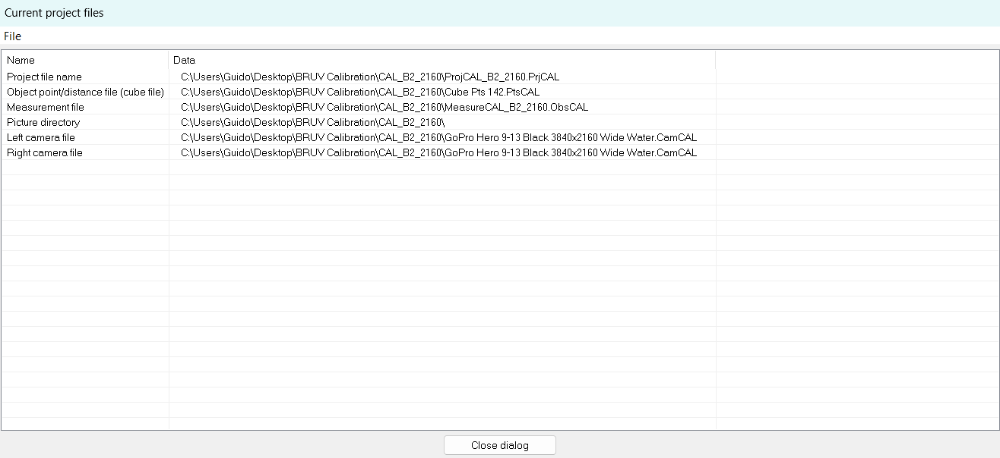 Current project files
File
Name Data
Project file name C:\Users\Guido\Desktop\BRUV Calibration\CAL_B2_2160\ProjCAL_B2_2160.PrjCAL
Object point/distance file (cube file) C:\Users\Guido\Desktop\BRUV Calibration\CAL_B2_2160\Cube Pts 142.PtsCAL
Measurement file C:\Users\Guido\Desktop\BRUV Calibration\CAL_B2_2160\MeasureCAL_B2_2160.ObsCAL
Picture directory C:\Users\Guido\Desktop\BRUV Calibration\CAL_B2_2160\
Left camera file C:\Users\Guido\Desktop\BRUV Calibration\CAL_B2_2160\GoPro Hero 9-13 Black 3840x2160 Wide Water.CamCAL
Right camera file C:\Users\Guido\Desktop\BRUV Calibration\CAL_B2_2160\GoPro Hero 9-13 Black 3840x2160 Wide Water.CamCAL
Close dialog